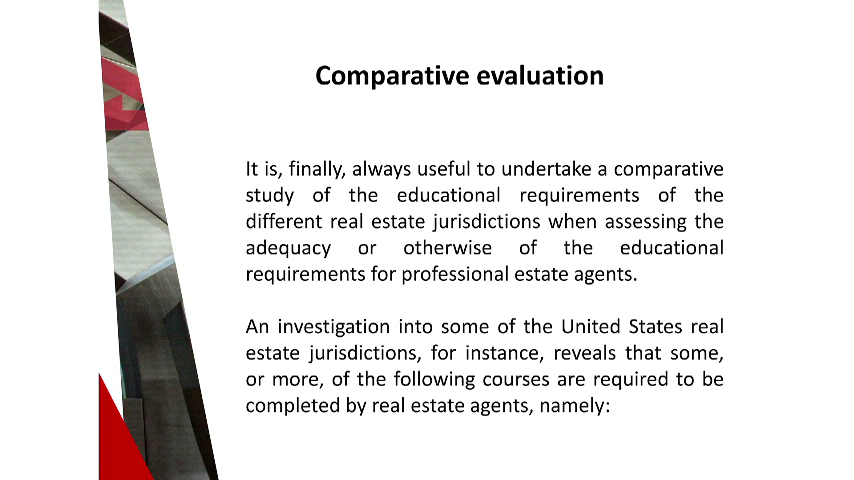 Comparative evaluation
It is, finally, always useful to undertake a comparative
study of the educational requirements of the
different real estate jurisdictions when assessing the
adequacy or otherwise of the educational
requirements for professional estate agents.
An investigation into some of the United States real
estate jurisdictions, for instance, reveals that some,
or more, of the following courses are required to be
completed by real estate agents, namely: